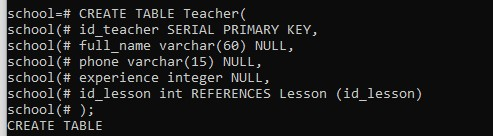 school=# CREATE TABLE Teacher(
school(# id_teacher SERIAL PRIMARY KEY,
school(# full_name varchar(60) NULL,
school(# phone varchar(15) NULL,
school(# experience integer NULL,
school(# id_lesson int REFERENCES Lesson (id_lesson)
school(# );
CREATE TABLE